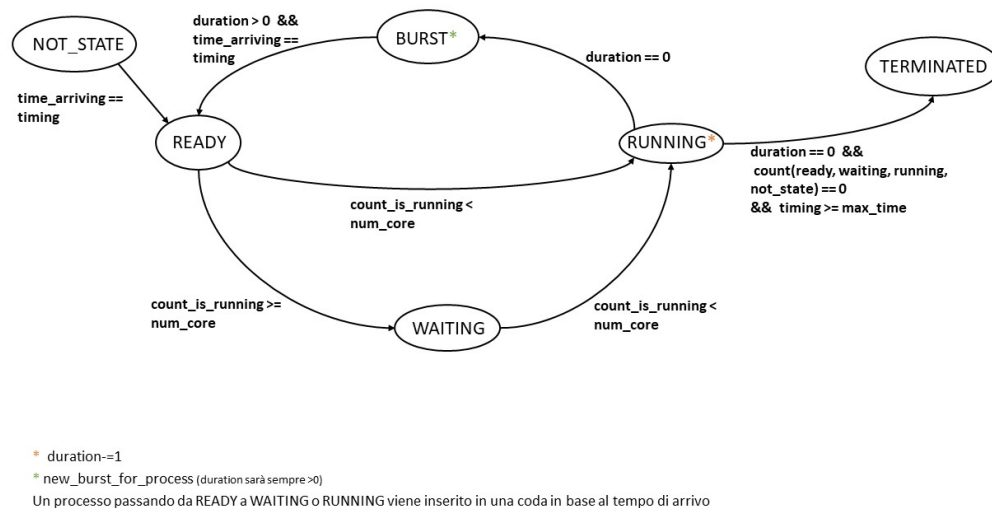 NOT_STATE
time_arriving ==
timing
duration > 0 &&
time_arriving ==
timing
BURST*
duration == 0
TERMINATED
READY
RUNNING*
duration == 0 &&
count(ready, waiting, running,
not_state) == 0
&& timing >= max_time
count_is_running <
num_core
count_is_running >=
num_core
WAITING
count_is_running <
num_core
* duration-=1
* new_burst_for_process (duration sarà sempre >0)
Un processo passando da READY a WAITING o RUNNING viene inserito in una coda in base al tempo di arrivo